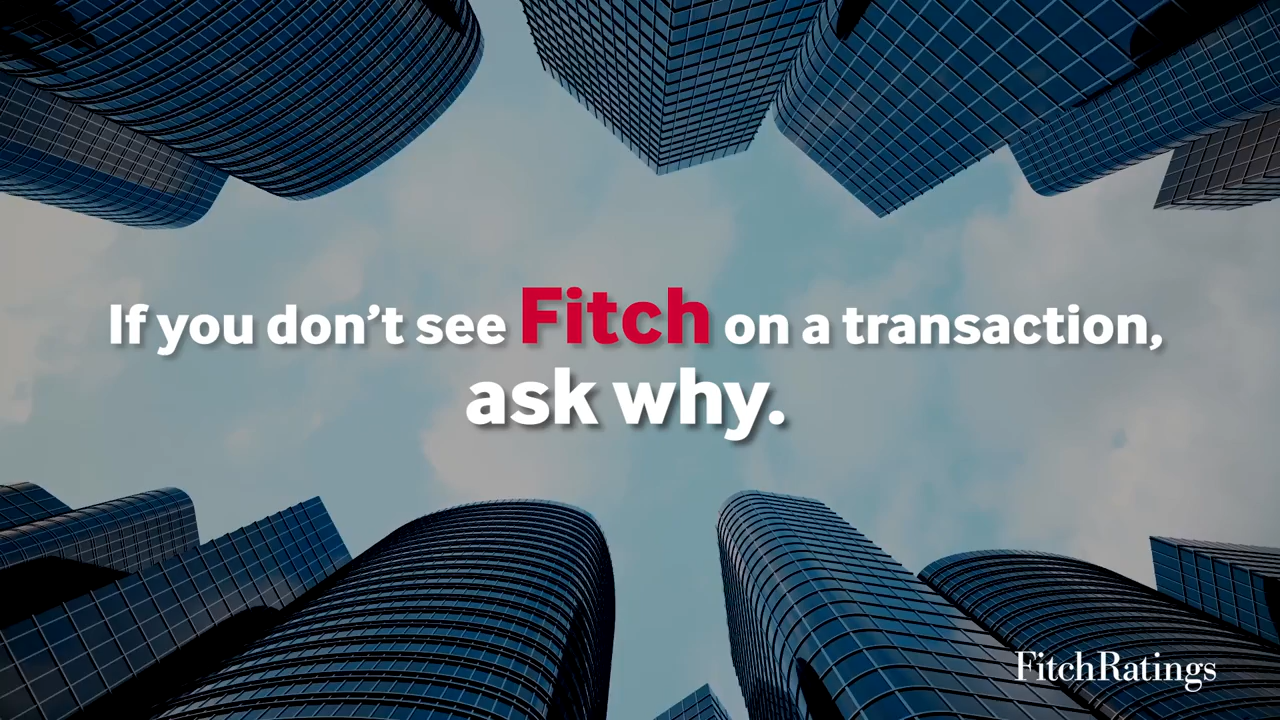 If you don’t see Fitch on a transaction,
ask why.
FitchRatings